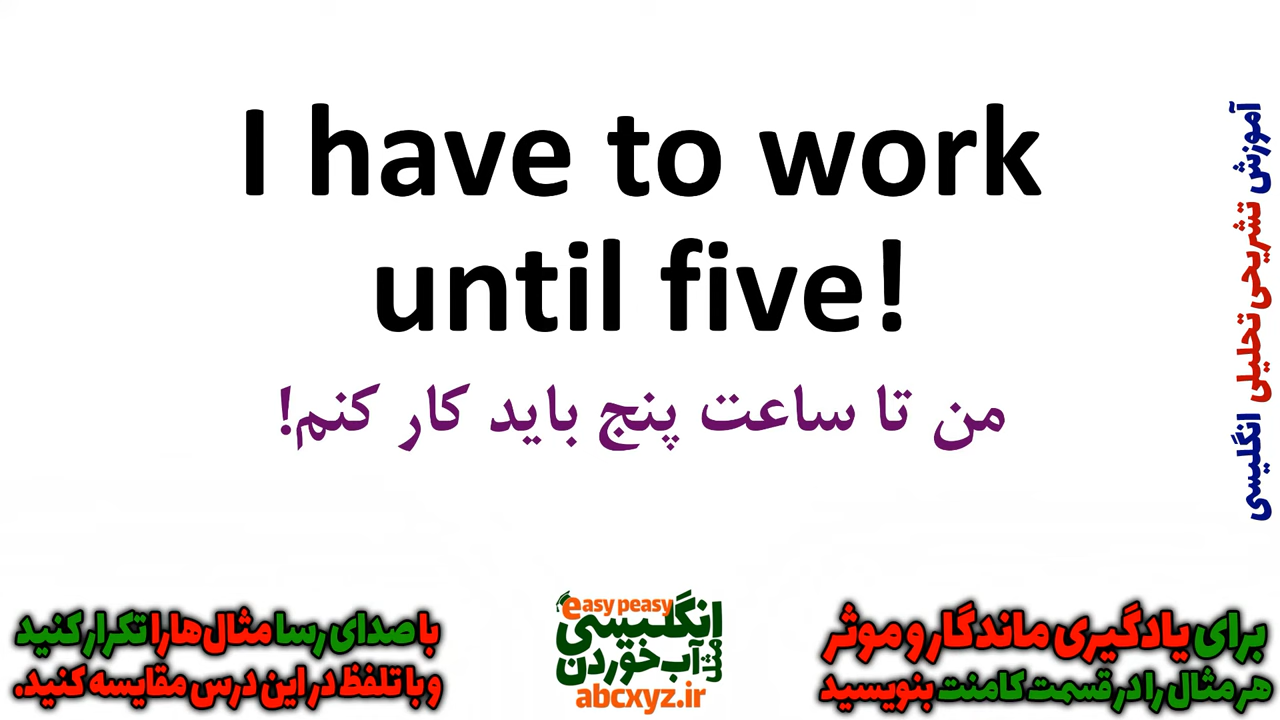 I have to work
until five!
من تا ساعت پنج باید کار کنم!
آموزش تشریحی تحلیلی انگلیسی
برای یادگیری ماندگار و موثر
هر مثال را در قسمت کامنت بنویسید
easy peasy
انگلیسی
مثل آب خوردن
abcxyz.ir
با صدای رسا مثال‌ها را تکرار کنید
و با تلفظ در این درس مقایسه کنید.